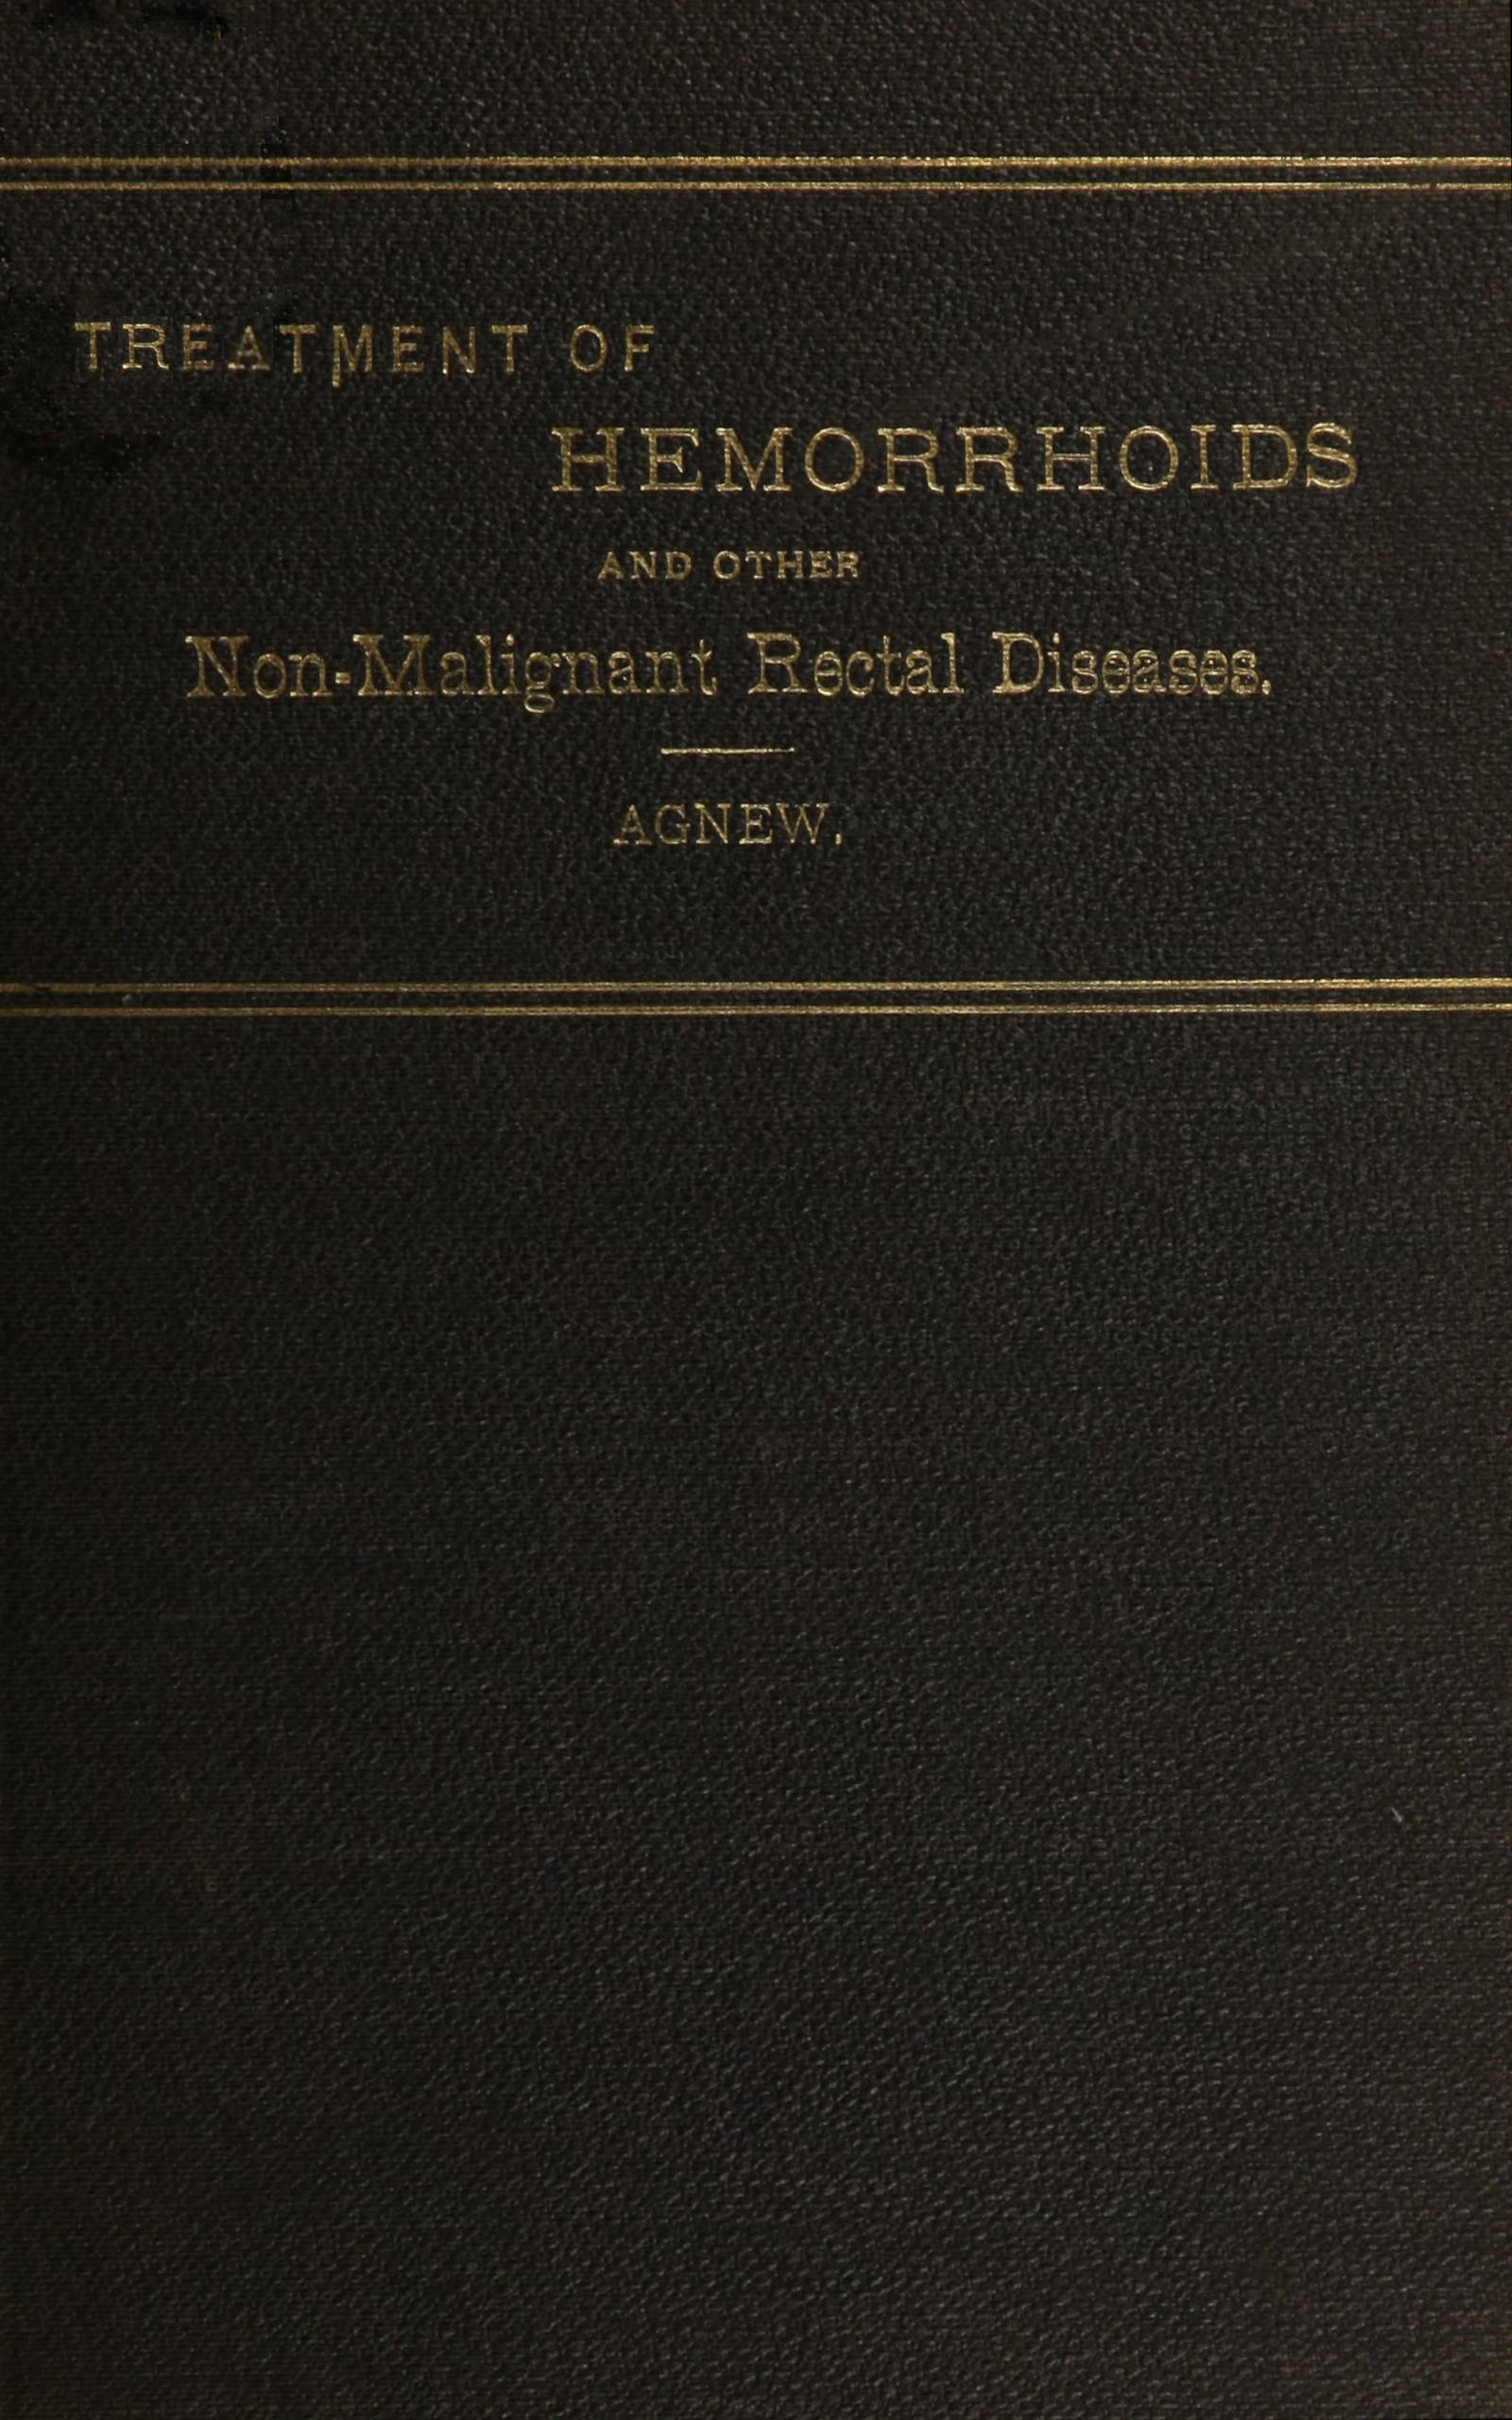 TREATMENT OF
HEMORRHOIDS
AND OTHER
Non-Malignant Rectal Diseases.
AGNEW.